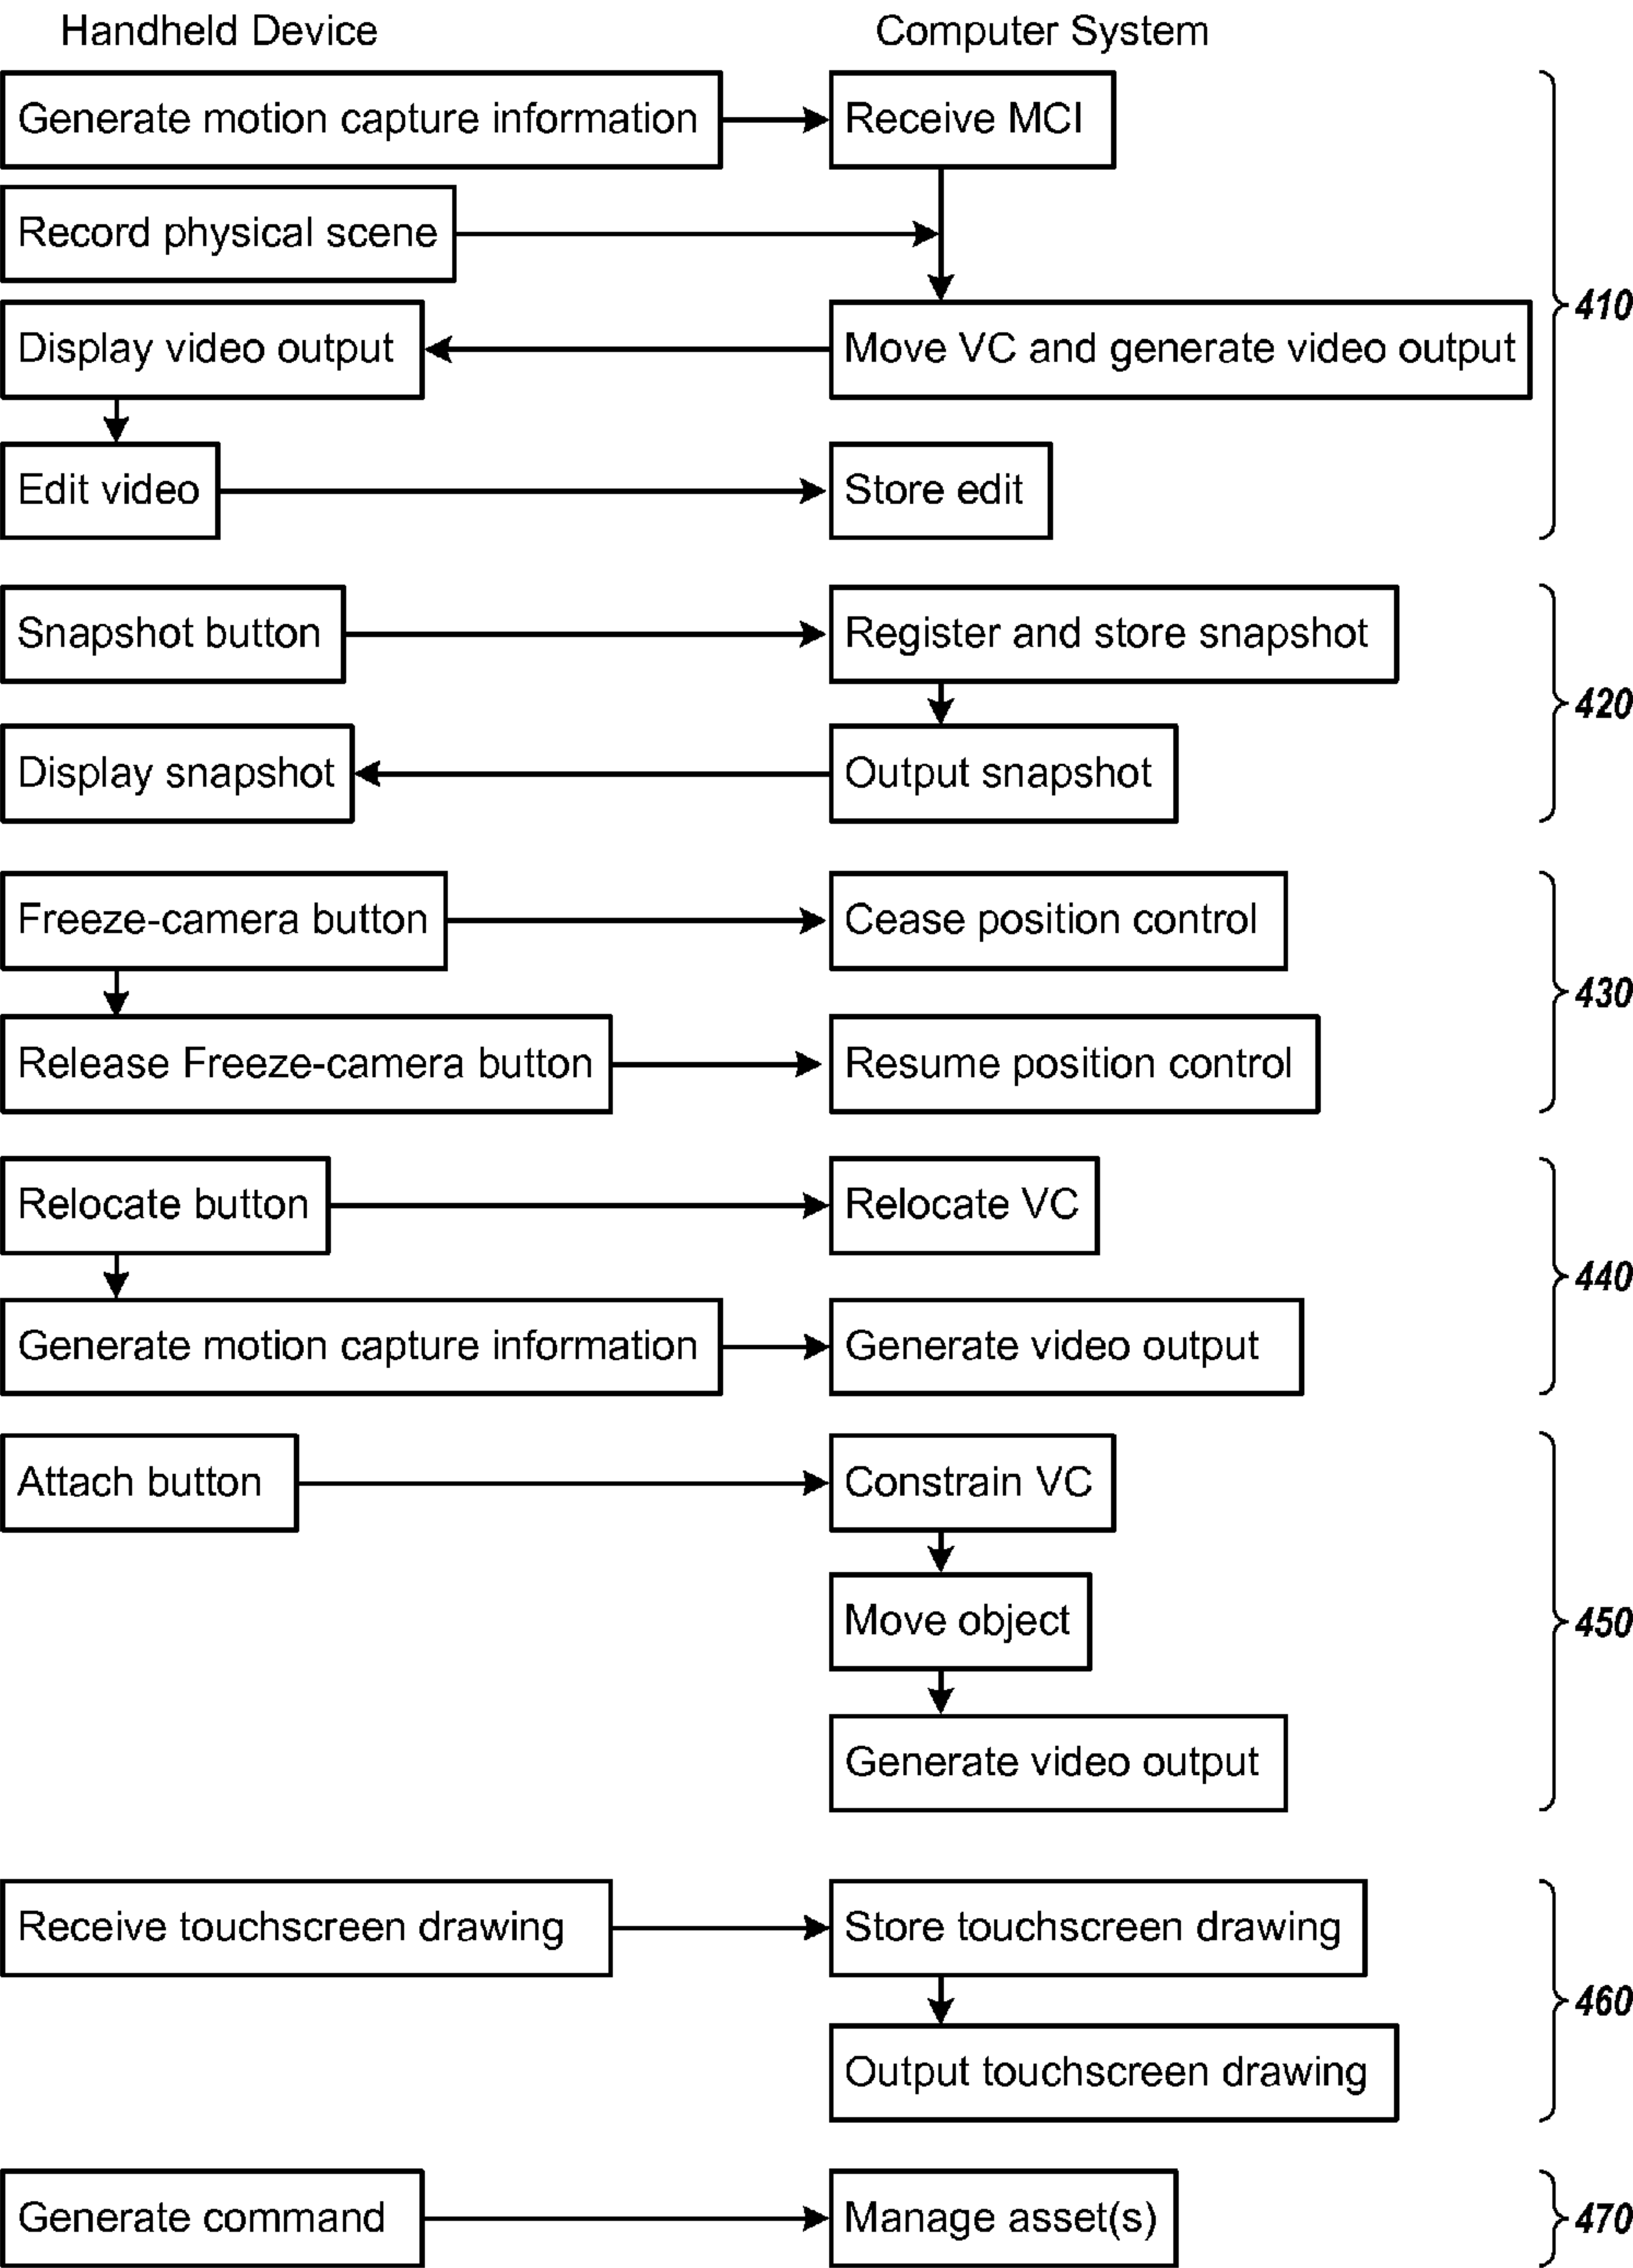 Handheld Device
Computer System
Generate motion capture information
Receive MCI
Record physical scene
Display video output
Move VC and generate video output
410
Edit video
Store edit
Snapshot button
Register and store snapshot
420
Display snapshot
Output snapshot
Freeze-camera button
Cease position control
430
Release Freeze-camera button
Resume position control
Relocate button
Relocate VC
440
Generate motion capture information
Generate video output
Attach button
Constrain VC
Move object
450
Generate video output
Receive touchscreen drawing
Store touchscreen drawing
460
Output touchscreen drawing
Generate command
Manage asset(s)
470